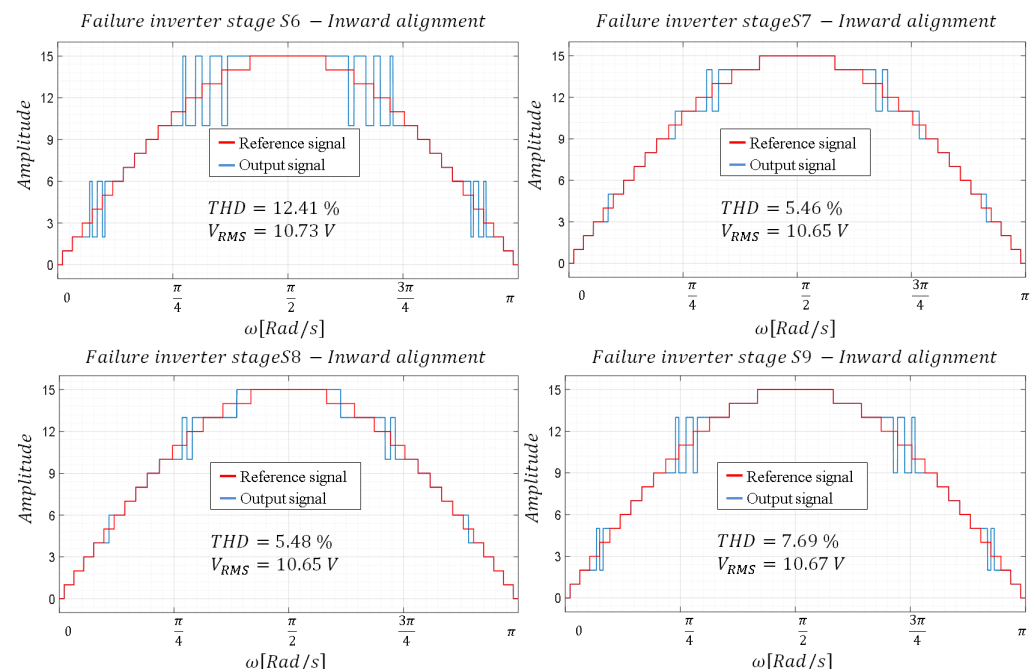 Failure inverter stage S6 − Inward alignment
Amplitude
15
12
9
6
3
0
Reference signal
Output signal
THD = 12.41 %
V_RMS = 10.73 V
0 π/4 π/2 3π/4 π
ω[Rad/s]
Failure inverter stageS7 − Inward alignment
Amplitude
15
12
9
6
3
0
Reference signal
Output signal
THD = 5.46 %
V_RMS = 10.65 V
0 π/4 π/2 3π/4 π
ω[Rad/s]
Failure inverter stageS8 − Inward alignment
Amplitude
15
12
9
6
3
0
Reference signal
Output signal
THD = 5.48 %
V_RMS = 10.65 V
0 π/4 π/2 3π/4 π
ω[Rad/s]
Failure inverter stage S9 − Inward alignment
Amplitude
15
12
9
6
3
0
Reference signal
Output signal
THD = 7.69 %
V_RMS = 10.67 V
0 π/4 π/2 3π/4 π
ω[Rad/s]